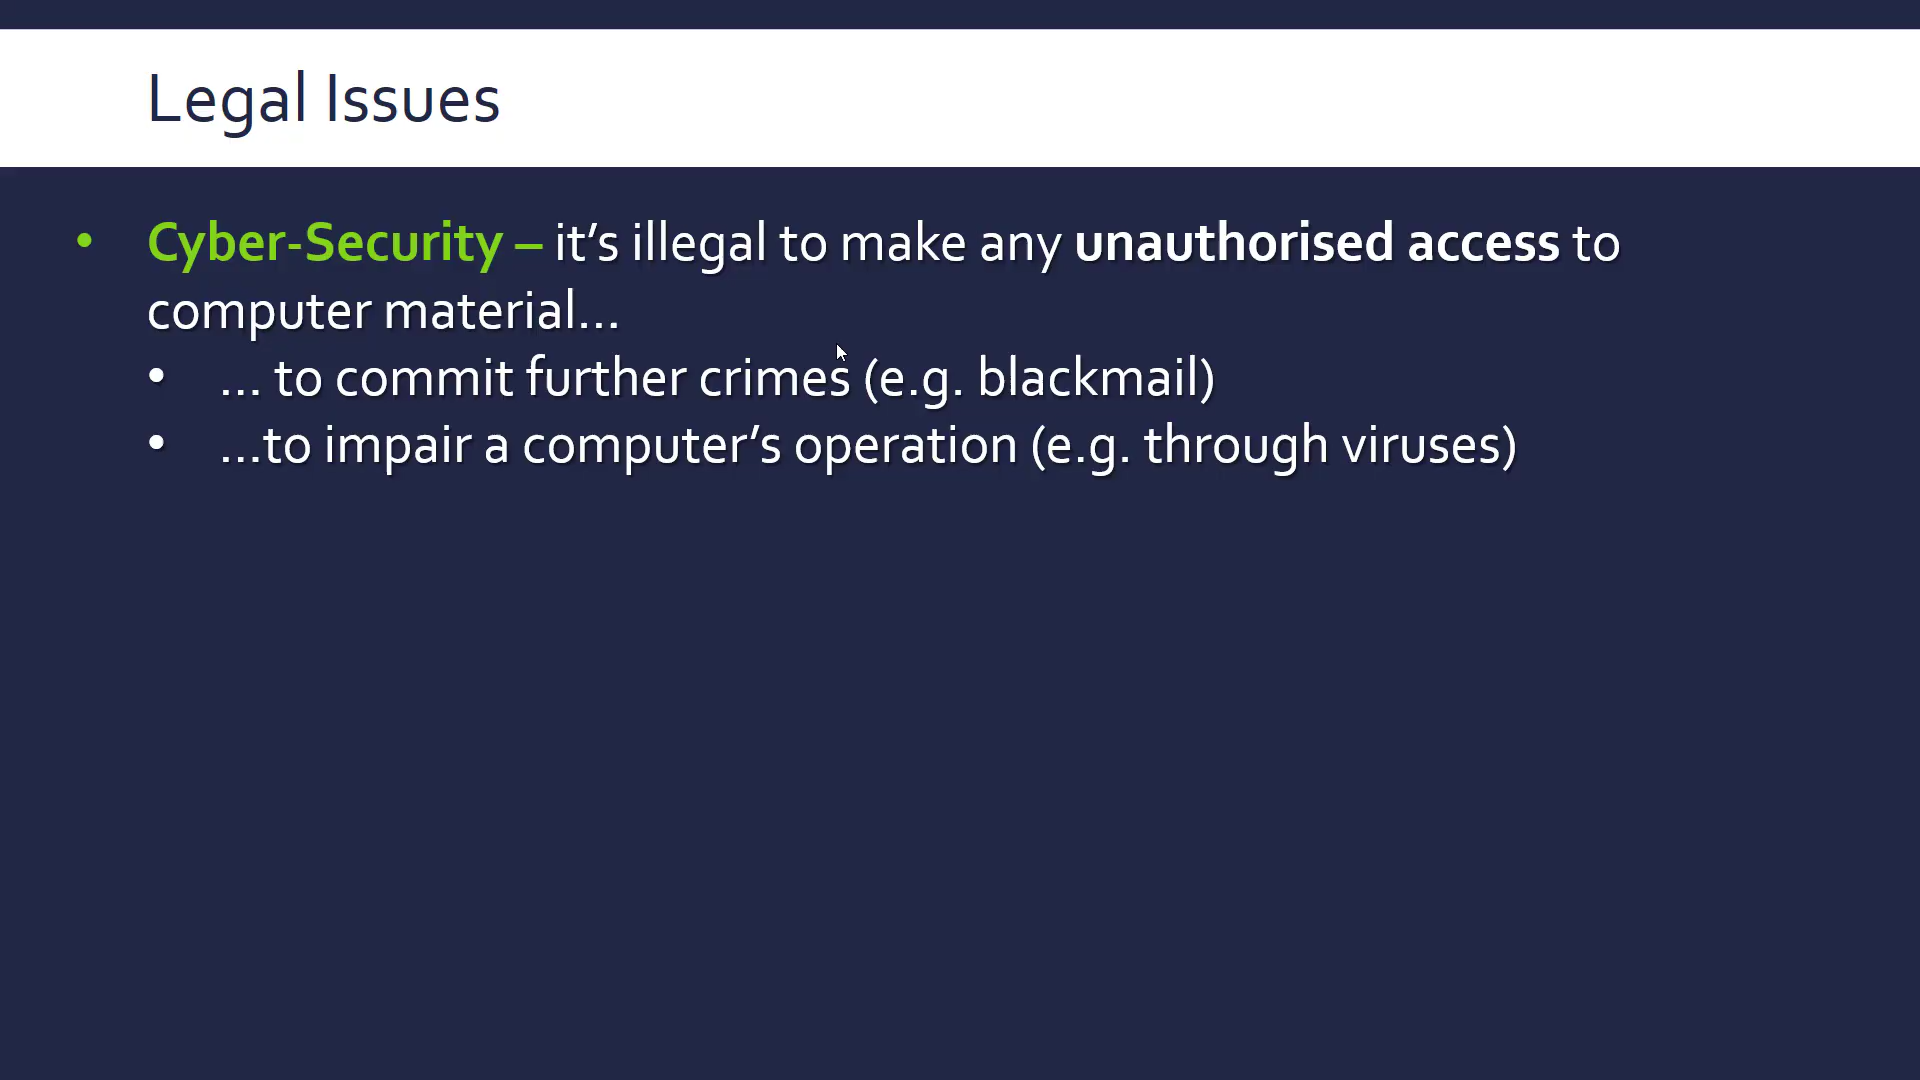 Legal Issues
• Cyber-Security – it’s illegal to make any unauthorised access to
computer material...
• ... to commit further crimes (e.g. blackmail)
• ...to impair a computer’s operation (e.g. through viruses)